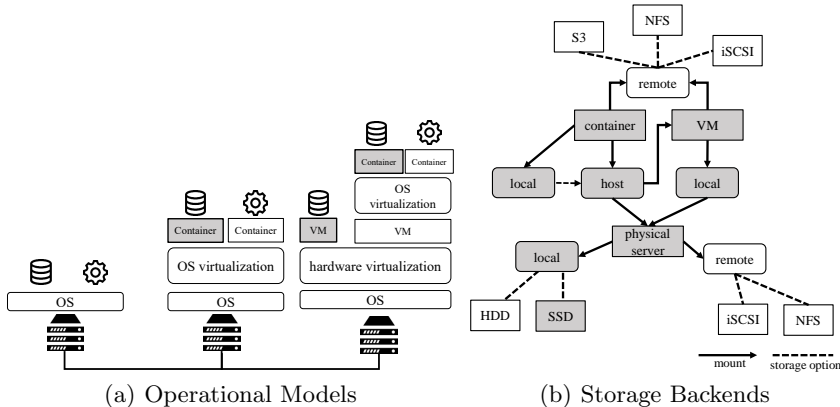 Container
Container
OS
virtualization
Container
Container
VM
VM
OS virtualization
hardware virtualization
OS
OS
OS
(a) Operational Models
NFS
S3
iSCSI
remote
container
VM
local
host
local
physical
server
local
remote
HDD
SSD
iSCSI
NFS
mount
storage option
(b) Storage Backends